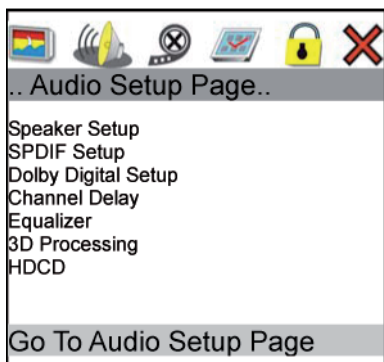 .. Audio Setup Page..
Speaker Setup
SPDIF Setup
Dolby Digital Setup
Channel Delay
Equalizer
3D Processing
HDCD
Go To Audio Setup Page